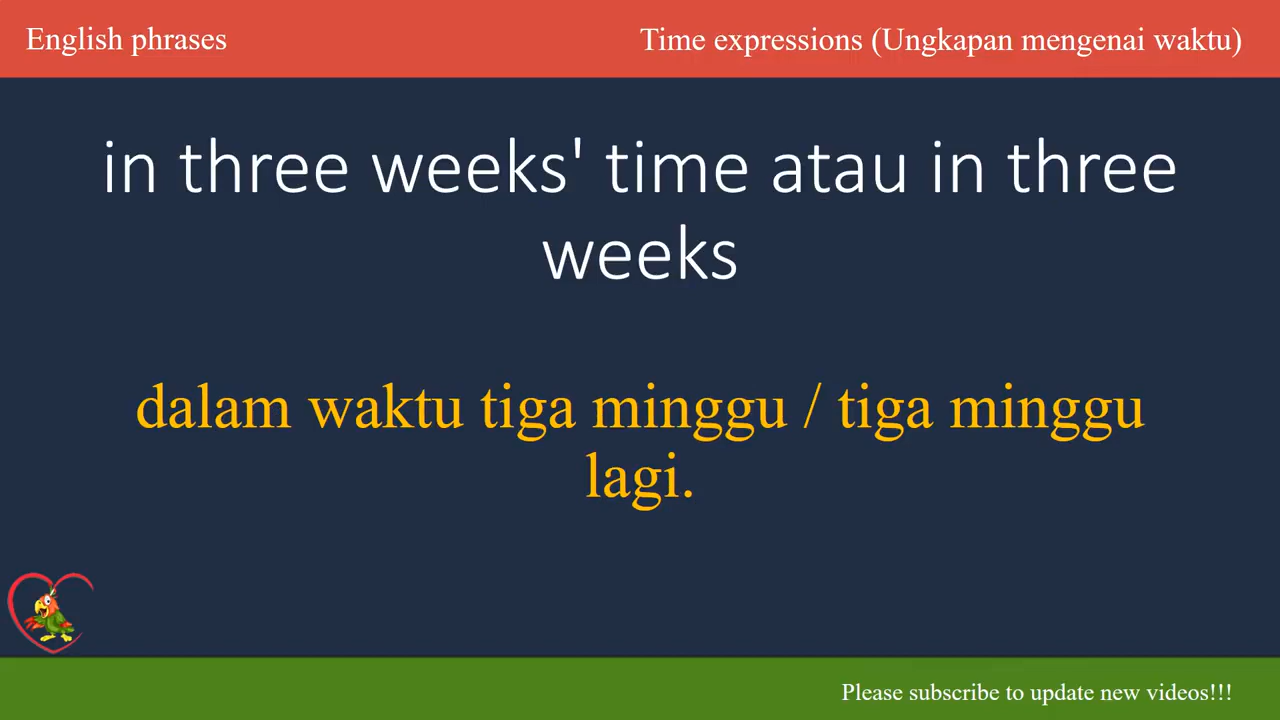 English phrases
Time expressions (Ungkapan mengenai waktu)
in three weeks' time atau in three
weeks
dalam waktu tiga minggu / tiga minggu
lagi.
Please subscribe to update new videos!!!